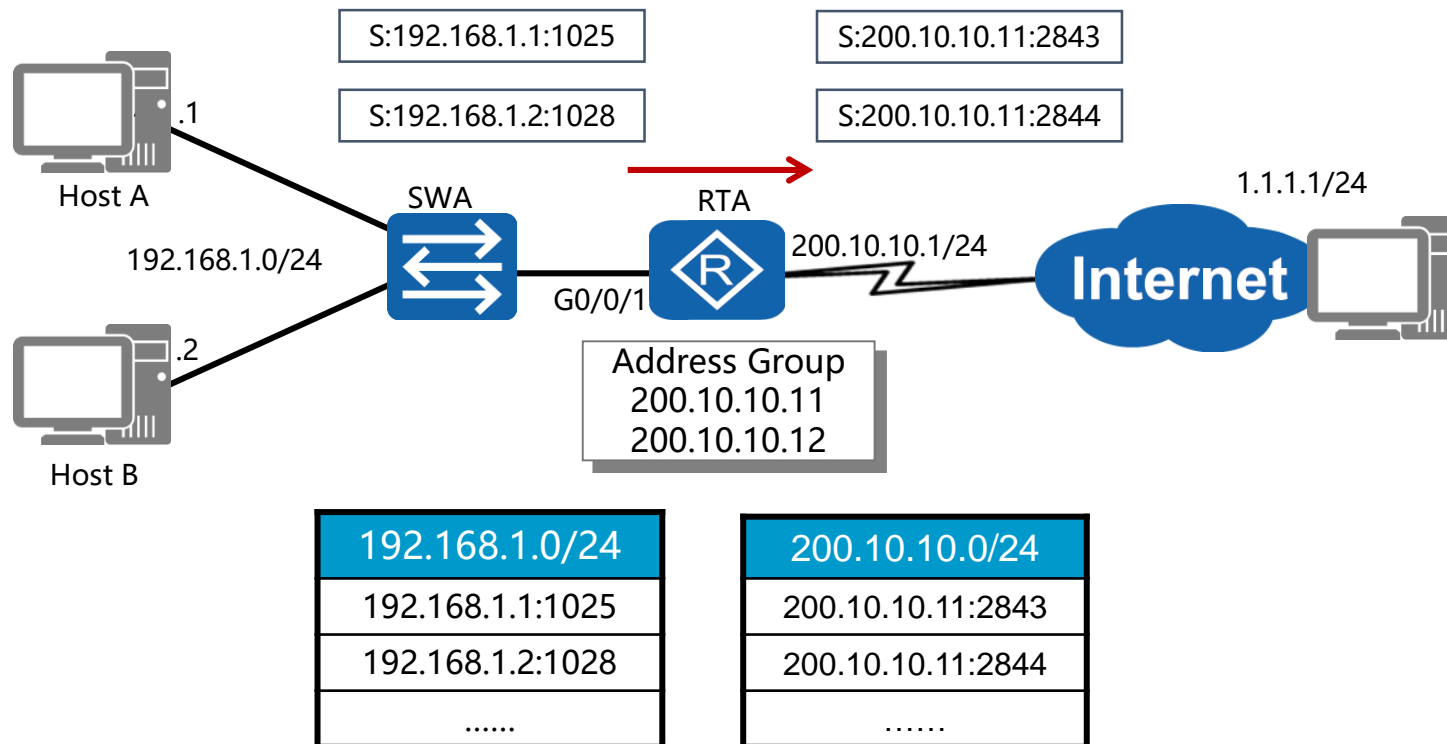 S:192.168.1.1:1025
S:200.10.10.11:2843
S:192.168.1.2:1028
S:200.10.10.11:2844
.1
Host A
SWA
RTA
1.1.1.1/24
192.168.1.0/24
200.10.10.1/24
R
Internet
G0/0/1
.2
Host B
Address Group
200.10.10.11
200.10.10.12
192.168.1.0/24
200.10.10.0/24
192.168.1.1:1025
200.10.10.11:2843
192.168.1.2:1028
200.10.10.11:2844
......
......